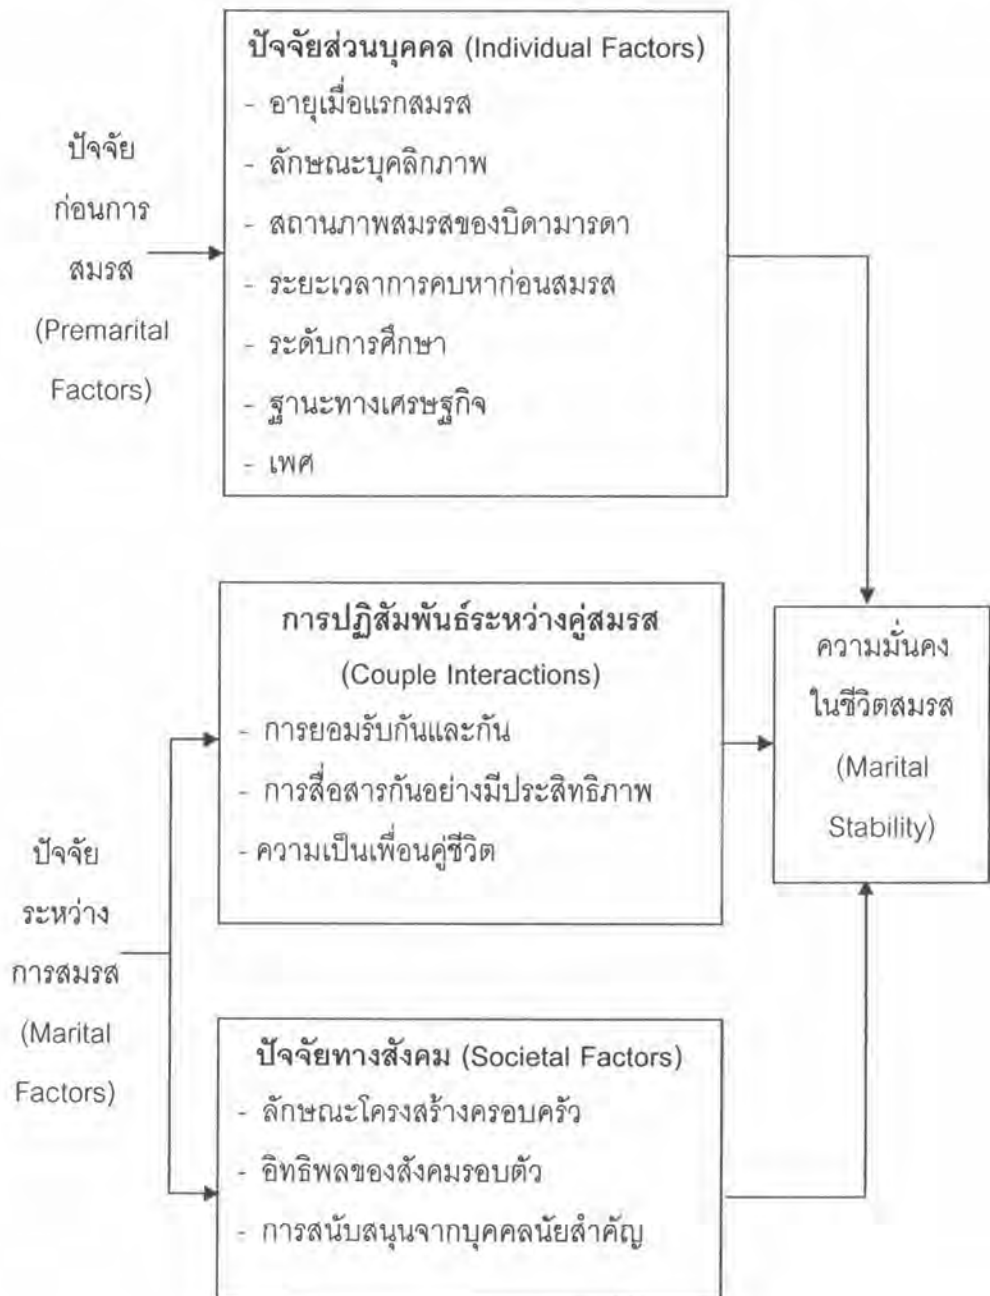 ปัจจัย
ก่อนการ
สมรส
(Premarital
Factors)
ปัจจัยส่วนบุคคล (Individual Factors)
- อายุเมื่อแรกสมรส
- ลักษณะบุคลิกภาพ
- สถานภาพสมรสของบิดามารดา
- ระยะเวลาการคบหาก่อนสมรส
- ระดับการศึกษา
- ฐานะทางเศรษฐกิจ
- เพศ
ปัจจัย
ระหว่าง
การสมรส
(Marital
Factors)
การปฏิสัมพันธ์ระหว่างคู่สมรส
(Couple Interactions)
- การยอมรับกันและกัน
- การสื่อสารกันอย่างมีประสิทธิภาพ
- ความเป็นเพื่อนคู่ชีวิต
ปัจจัยทางสังคม (Societal Factors)
- ลักษณะโครงสร้างครอบครัว
- อิทธิพลของสังคมรอบตัว
- การสนับสนุนจากบุคคลนัยสำคัญ
ความมั่นคง
ในชีวิตสมรส
(Marital
Stability)